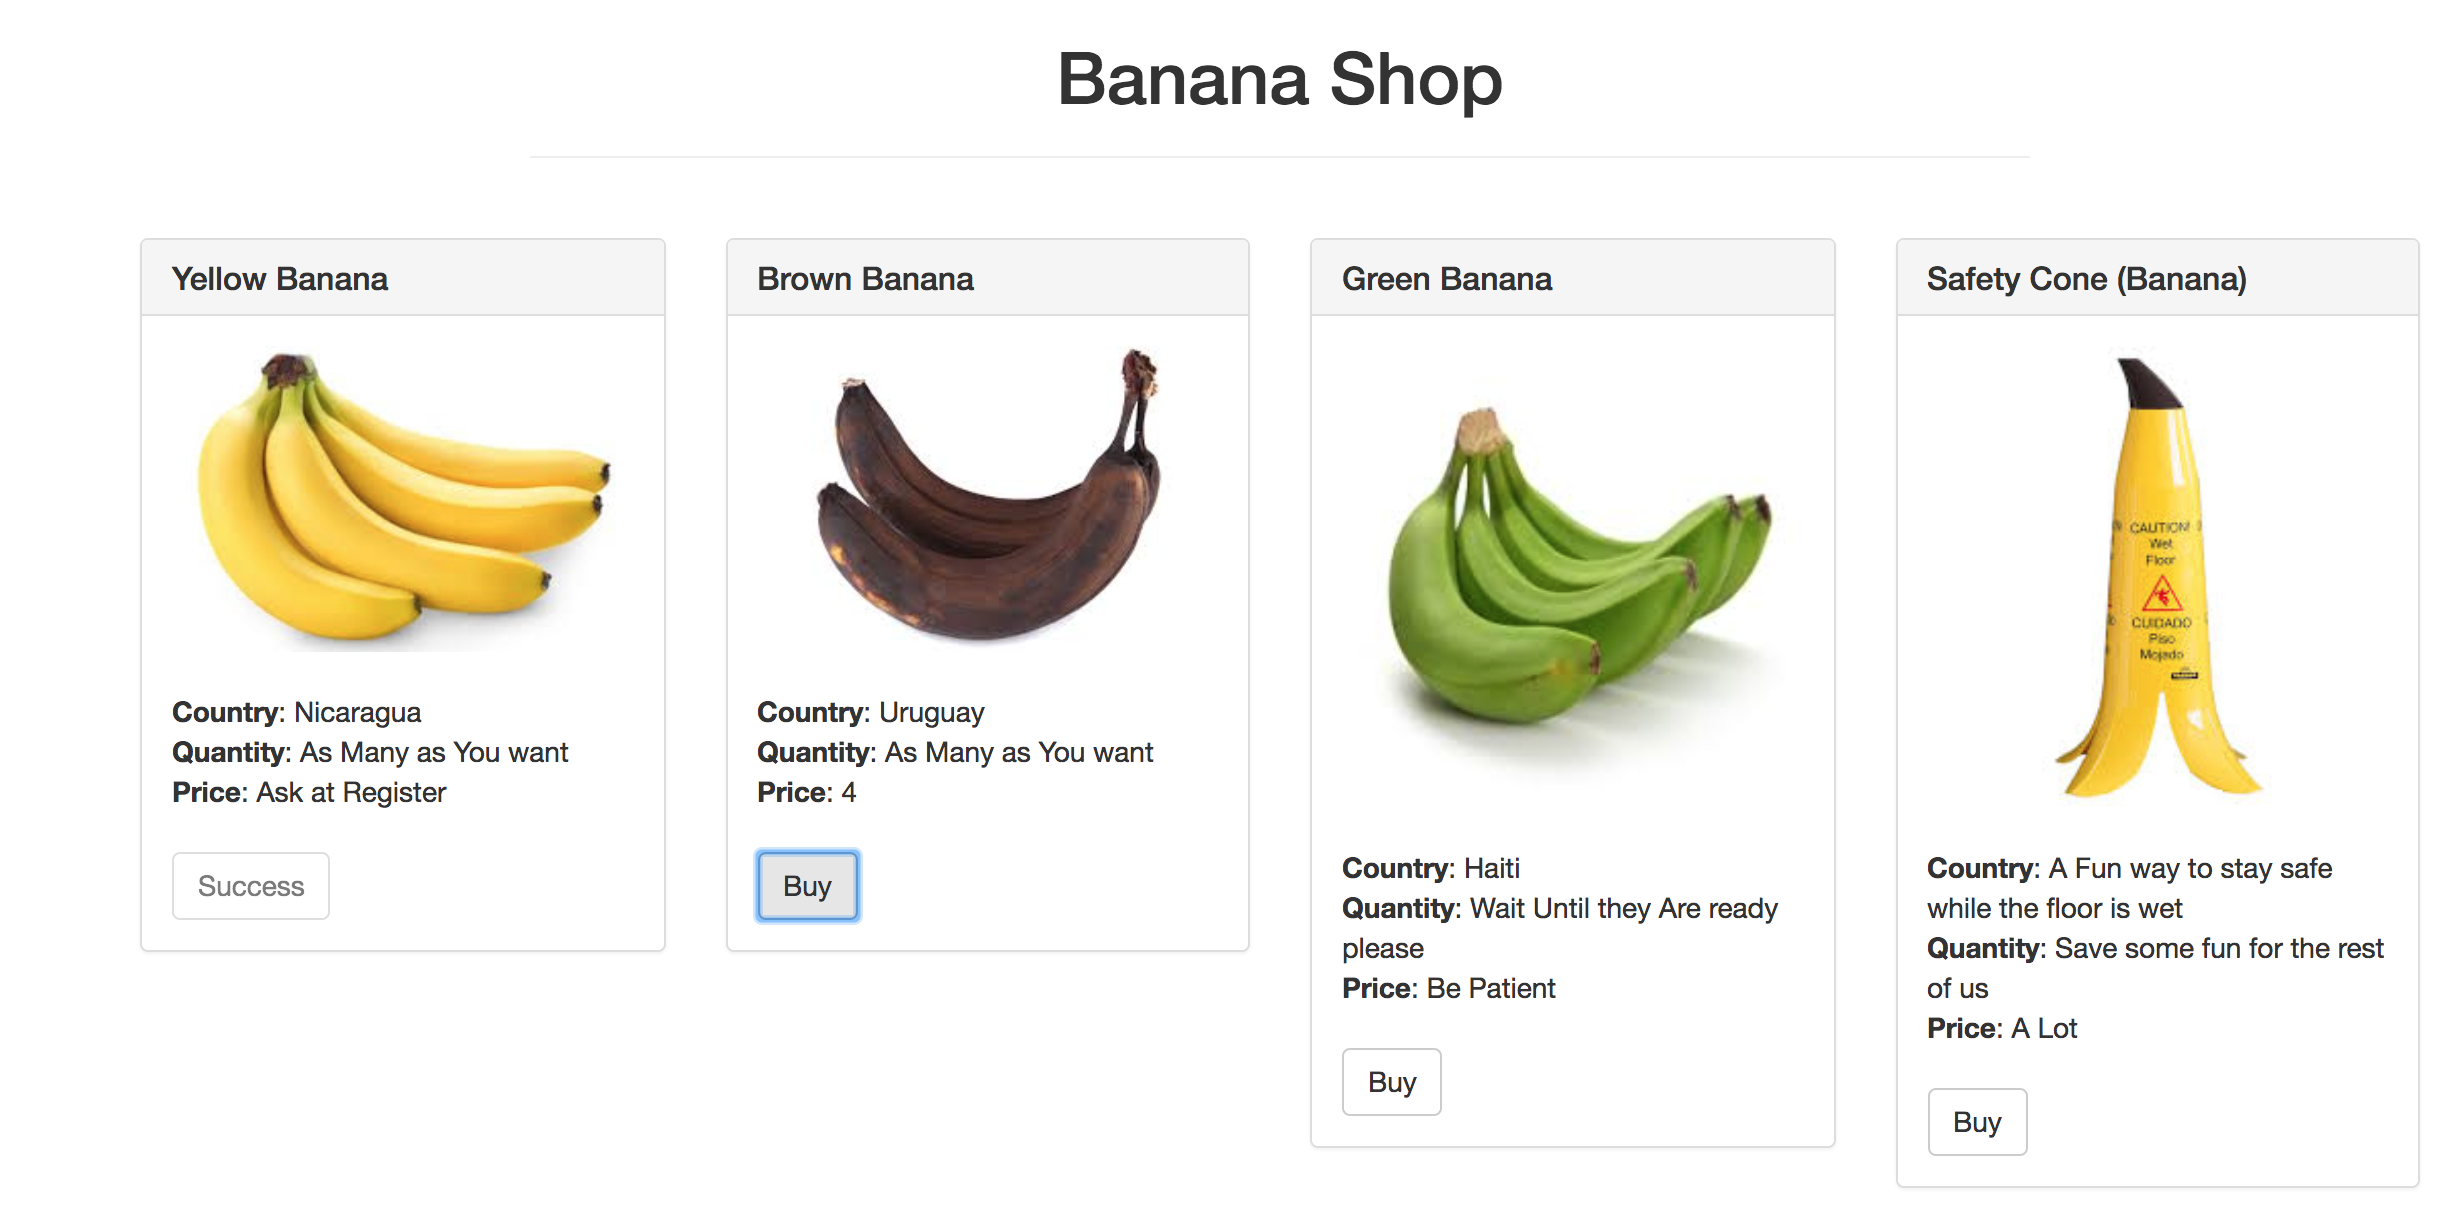 Banana Shop
Yellow Banana
Country: Nicaragua
Quantity: As Many as You want
Price: Ask at Register
Success
Brown Banana
Country: Uruguay
Quantity: As Many as You want
Price: 4
Buy
Green Banana
Country: Haiti
Quantity: Wait Until they Are ready
please
Price: Be Patient
Buy
Safety Cone (Banana)
CAUTION!
Wet
Floor
CUIDADO
Piso
Mojado
Country: A Fun way to stay safe
while the floor is wet
Quantity: Save some fun for the rest
of us
Price: A Lot
Buy